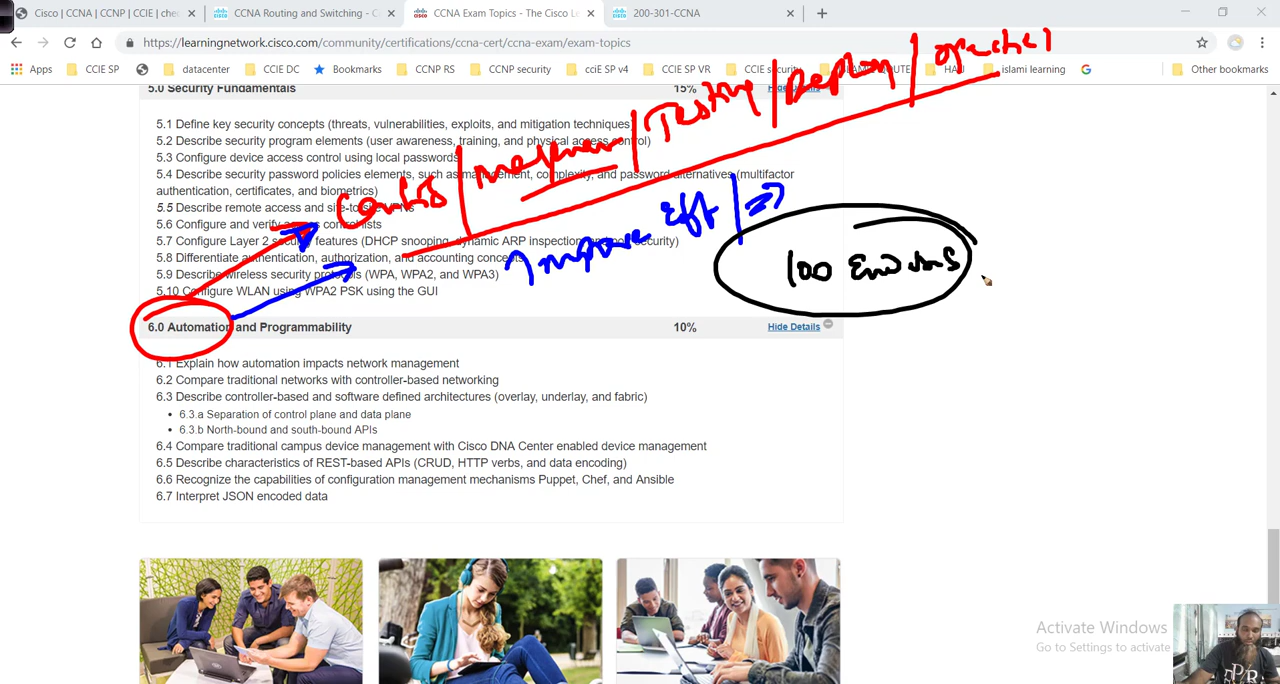 Cisco | CCNA | CCNP | CCIE | che
CCNA Routing and Switching - C
CCNA Exam Topics - The Cisco Le
200-301-CCNA
https://learningnetwork.cisco.com/community/certifications/ccna-cert/ccna-exam/exam-topics
Apps
CCIE SP
datacenter
CCIE DC
Bookmarks
CCNP RS
CCNP security
cciE SP v4
CCIE SP VR
CCIE security
islami learning
Other bookmarks
5.0 Security Fundamentals
15%
Hide Details
5.1 Define key security concepts (threats, vulnerabilities, exploits, and mitigation techniques)
5.2 Describe security program elements (user awareness, training, and physical access control)
5.3 Configure device access control using local passwords
5.4 Describe security password policies elements, such as management, complexity, and password alternatives (multifactor
authentication, certificates, and biometrics)
5.5 Describe remote access and site-to-site VPNs
5.6 Configure and verify access control lists
5.7 Configure Layer 2 security features (DHCP snooping, dynamic ARP inspection, and port security)
5.8 Differentiate authentication, authorization, and accounting concepts
5.9 Describe wireless security protocols (WPA, WPA2, and WPA3)
5.10 Configure WLAN using WPA2 PSK using the GUI
Config / / Testing / Deploy /
Improve Eff
100
6.0 Automation and Programmability
10%
Hide Details
6.1 Explain how automation impacts network management
6.2 Compare traditional networks with controller-based networking
6.3 Describe controller-based and software defined architectures (overlay, underlay, and fabric)
• 6.3.a Separation of control plane and data plane
• 6.3.b North-bound and south-bound APIs
6.4 Compare traditional campus device management with Cisco DNA Center enabled device management
6.5 Describe characteristics of REST-based APIs (CRUD, HTTP verbs, and data encoding)
6.6 Recognize the capabilities of configuration management mechanisms Puppet, Chef, and Ansible
6.7 Interpret JSON encoded data
Activate Windows
Go to Settings to activate